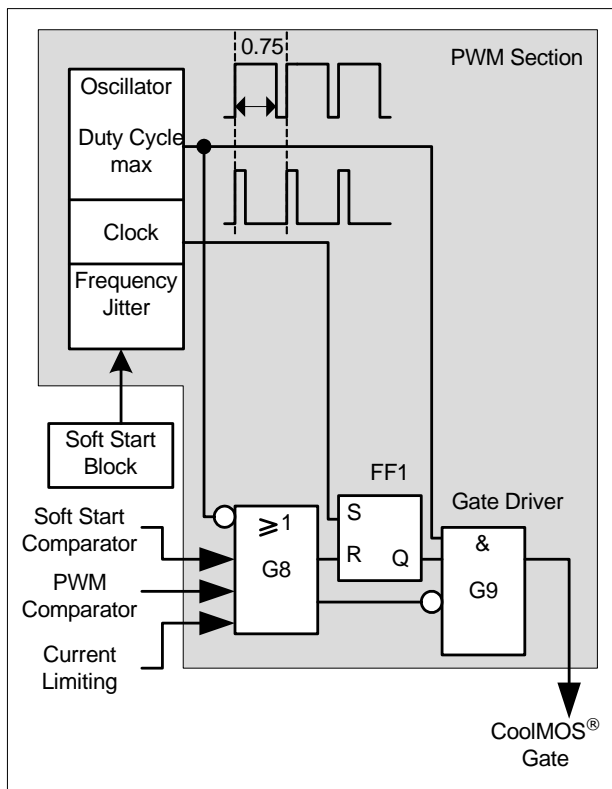 0.75
PWM Section
Oscillator
Duty Cycle
max
Clock
Frequency
Jitter
Soft Start
Block
FF1
Gate Driver
Soft Start
Comparator
PWM
Comparator
Current
Limiting
≥1
G8
S
R
Q
&
G9
CoolMOS®
Gate